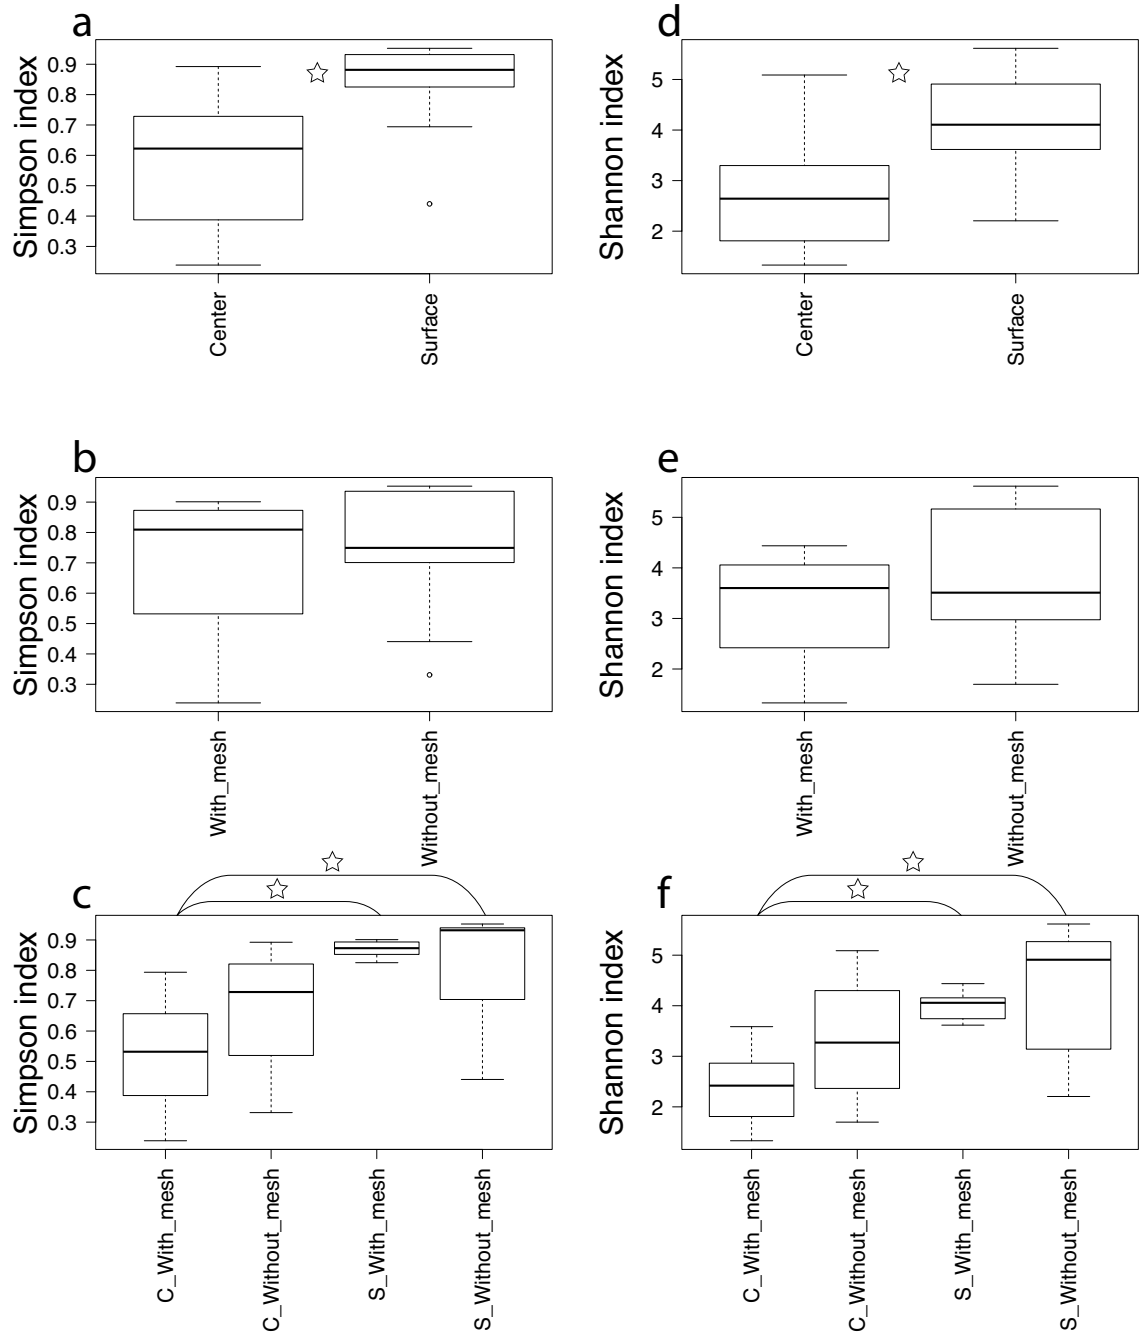 a
Simpson index
0.9
0.8
0.7
0.6
0.5
0.4
0.3
Center
Surface
d
Shannon index
5
4
3
2
Center
Surface
b
Simpson index
0.9
0.8
0.7
0.6
0.5
0.4
0.3
With_mesh
Without_mesh
e
Shannon index
5
4
3
2
With_mesh
Without_mesh
c
Simpson index
0.9
0.8
0.7
0.6
0.5
0.4
0.3
C_With_mesh
C_Without_mesh
S_With_mesh
S_Without_mesh
f
Shannon index
5
4
3
2
C_With_mesh
C_Without_mesh
S_With_mesh
S_Without_mesh